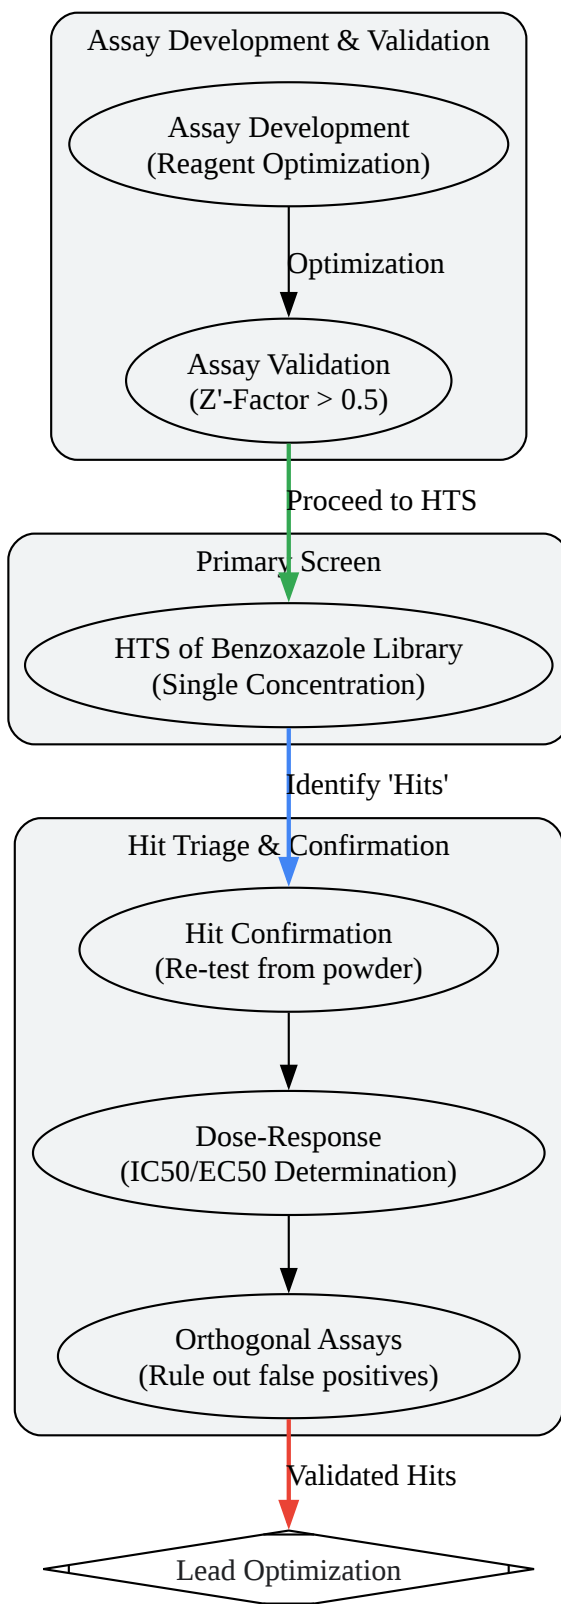 Assay Development & Validation
Assay Development
(Reagent Optimization)
Optimization
Assay Validation
(Z'-Factor > 0.5)
Proceed to HTS
Primary Screen
HTS of Benzoxazole Library
(Single Concentration)
Identify 'Hits'
Hit Triage & Confirmation
Hit Confirmation
(Re-test from powder)
Dose-Response
(IC50/EC50 Determination)
Orthogonal Assays
(Rule out false positives)
Validated Hits
Lead Optimization